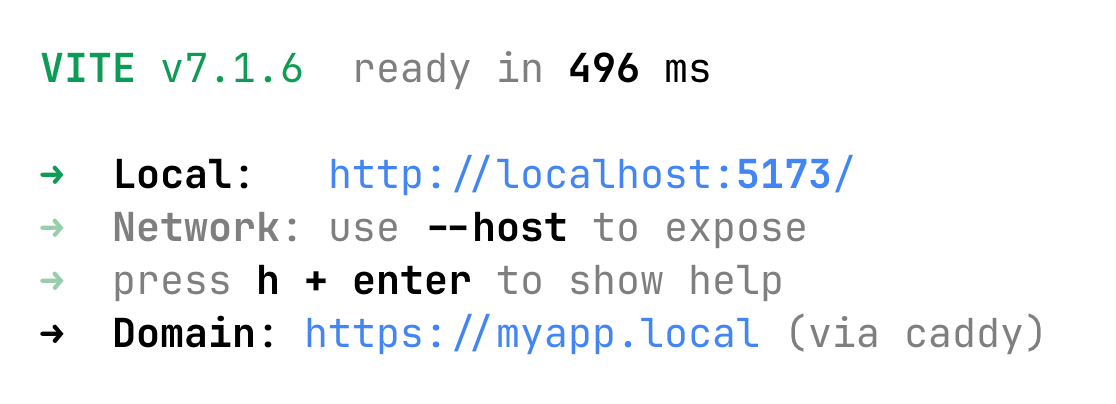 VITE v7.1.6  ready in 496 ms
➜  Local:   http://localhost:5173/
➜  Network: use --host to expose
➜  press h + enter to show help
➜  Domain: https://myapp.local (via caddy)